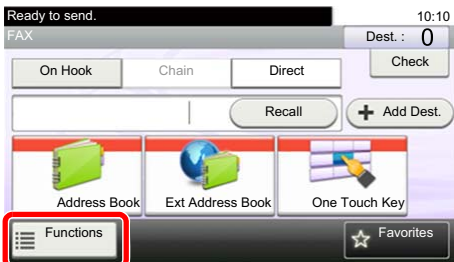 Ready to send. 10:10
FAX Dest. : 0
Check
On Hook Chain Direct
Recall Add Dest.
Address Book Ext Address Book One Touch Key
Functions Favorites